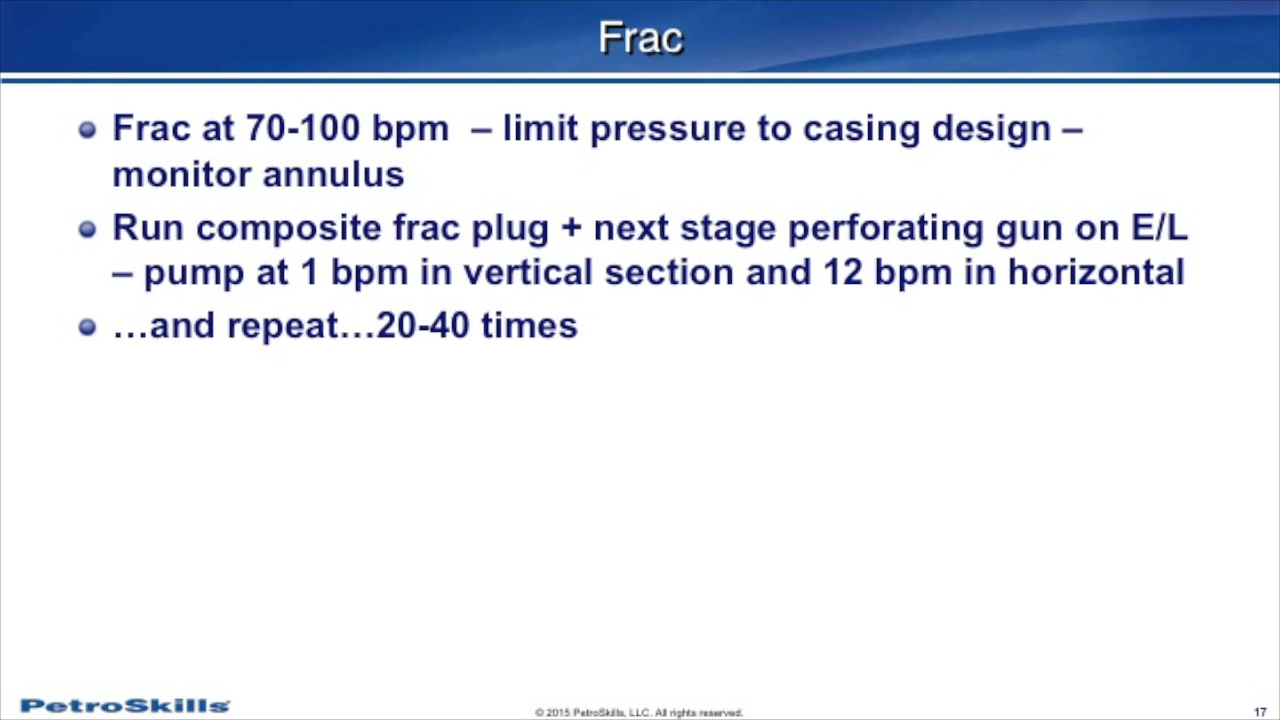 Frac
Frac at 70-100 bpm – limit pressure to casing design –
monitor annulus
Run composite frac plug + next stage perforating gun on E/L
– pump at 1 bpm in vertical section and 12 bpm in horizontal
…and repeat…20-40 times
PetroSkills
© 2015 PetroSkills, LLC. All rights reserved.
17